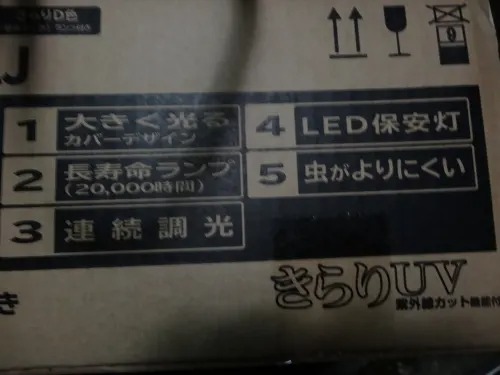 J
1 大きく光る
カバーデザイン
2 長寿命ランプ
(20,000時間)
3 連続調光
4 LED保安灯
5 虫がよりにくい
きらりUV
紫外線カット機能付
き